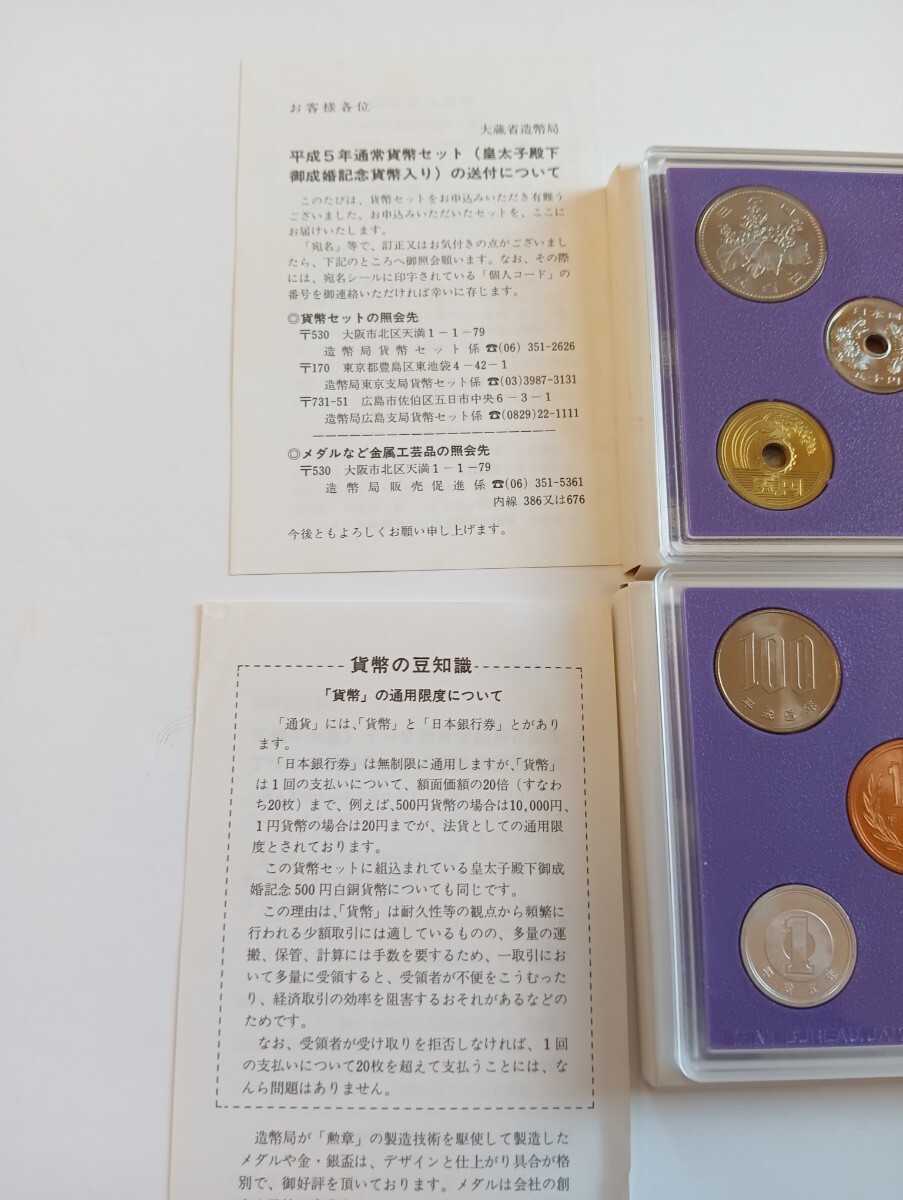 お客様各位
大蔵省造幣局
平成5年通常貨幣セット（皇太子殿下
御成婚記念貨幣入り）の送付について
このたびは、貨幣セットをお申込みいただき有難う
ございました。お申込みいただいたセットを、ここに
お届けいたします。
「宛名」等で、訂正又はお気付きの点がございまし
たら、下記のところへ御照会願います。なお、その際
には、宛名シールに印字されている「個人コード」の
番号を御連絡いただければ幸いに存じます。
◎貨幣セットの照会先
〒530 大阪市北区天満1-1-79
造幣局貨幣セット係☎(06) 351-2626
〒170 東京都豊島区東池袋4-42-1
造幣局東京支局貨幣セット係 ☎(03)3987-3131
〒731-51 広島市佐伯区五日市中央6-3-1
造幣局広島支局貨幣セット係 ☎(0829)22-1111
◎メダルなど金属工芸品の照会先
〒530 大阪市北区天満1-1-79
造幣局販売促進係☎(06) 351-5361
内線 386又は676
今後ともよろしくお願い申し上げます。
貨幣の豆知識
「貨幣」の通用限度について
「通貨」には、「貨幣」と「日本銀行券」とがあり
ます。
「日本銀行券」は無制限に通用しますが、「貨幣」
は1回の支払いについて、額面価額の20倍（すなわ
ち20枚）まで、例えば、500円貨幣の場合は10,000円、
1円貨幣の場合は20円までが、法貨としての通用限
度とされております。
この貨幣セットに組込まれている皇太子殿下御成
婚記念500円白銅貨幣についても同じです。
この理由は、「貨幣」は耐久性等の観点から頻繁に
行われる少額取引には適しているものの、多量の運
搬、保管、計算には手数を要するため、一取引にお
いて多量に受領すると、受領者が不便をこうむった
り、経済取引の効率を阻害するおそれがあるなどの
ためです。
なお、受領者が受け取りを拒否しなければ、1回
の支払いについて20枚を超えて支払うことには、な
んら問題はありません。
造幣局が「勲章」の製造技術を駆使して製造した
メダルや金・銀盃は、デザインと仕上がり具合が格
別で、御好評を頂いております。メダルは会社の創
日本国
五円
100
平成5年
1
平成五年